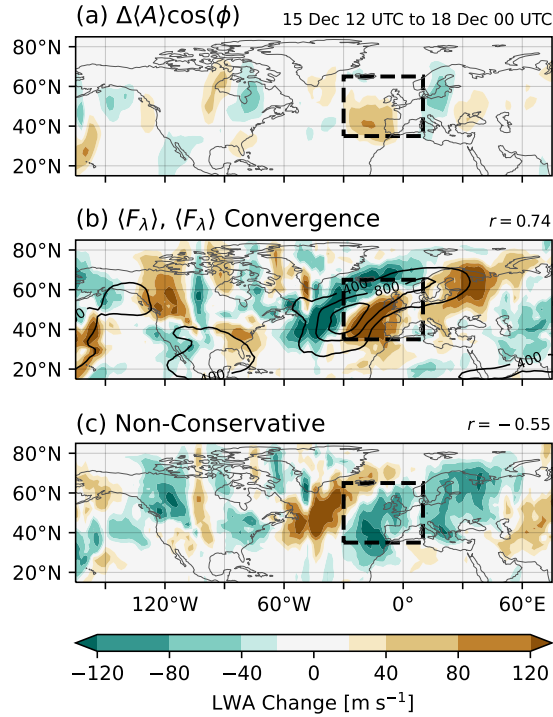 (a) Δ⟨A⟩cos(ϕ) 15 Dec 12 UTC to 18 Dec 00 UTC
80°N
60°N
40°N
20°N
(b) ⟨Fλ⟩, ⟨Fλ⟩ Convergence r = 0.74
80°N
60°N
40°N
20°N
400
800
400
400
(c) Non-Conservative r = −0.55
80°N
60°N
40°N
20°N
120°W 60°W 0° 60°E
−120 −80 −40 0 40 80 120
LWA Change [m s⁻¹]